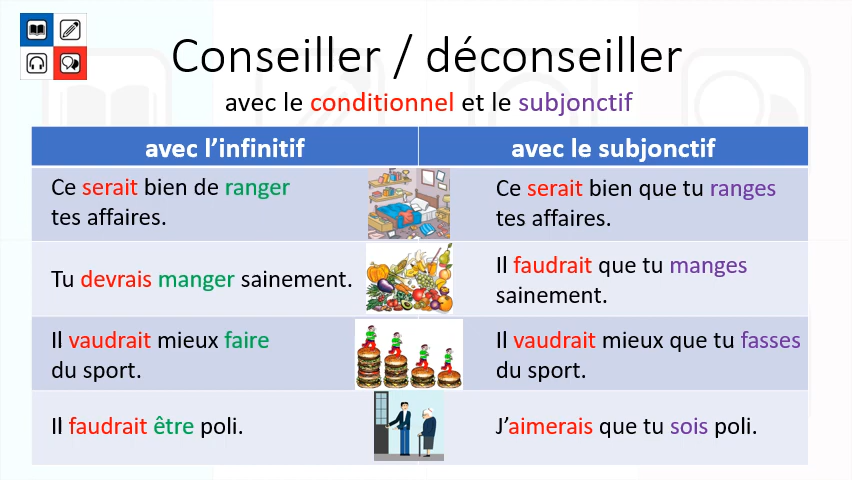 Conseiller / déconseiller
avec le conditionnel et le subjonctif
avec l’infinitif
avec le subjonctif
Ce serait bien de ranger
tes affaires.
Ce serait bien que tu ranges
tes affaires.
Tu devrais manger sainement.
Il faudrait que tu manges
sainement.
Il vaudrait mieux faire
du sport.
Il vaudrait mieux que tu fasses
du sport.
Il faudrait être poli.
J’aimerais que tu sois poli.